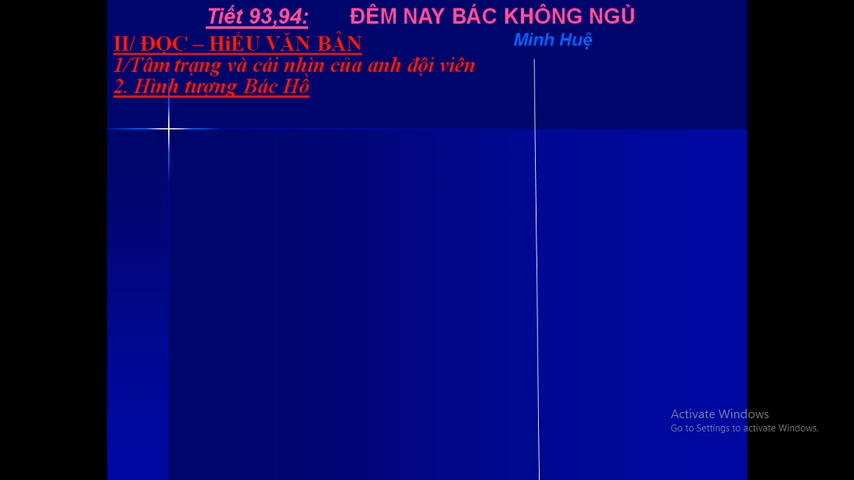 Tiết 93,94: ĐÊM NAY BÁC KHÔNG NGỦ
Minh Huệ
II/ ĐỌC – HiỂU VĂN BẢN
1/Tâm trạng và cái nhìn của anh đội viên
2. Hình tượng Bác Hồ
Activate Windows
Go to Settings to activate Windows.